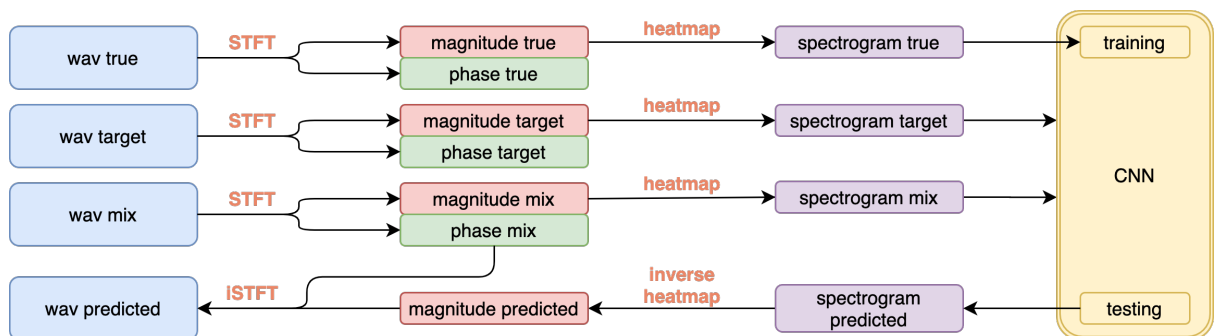 wav true
STFT
magnitude true
phase true
heatmap
spectrogram true
training
wav target
STFT
magnitude target
phase target
heatmap
spectrogram target
CNN
wav mix
STFT
magnitude mix
phase mix
heatmap
spectrogram mix
wav predicted
iSTFT
magnitude predicted
inverse
heatmap
spectrogram
predicted
testing